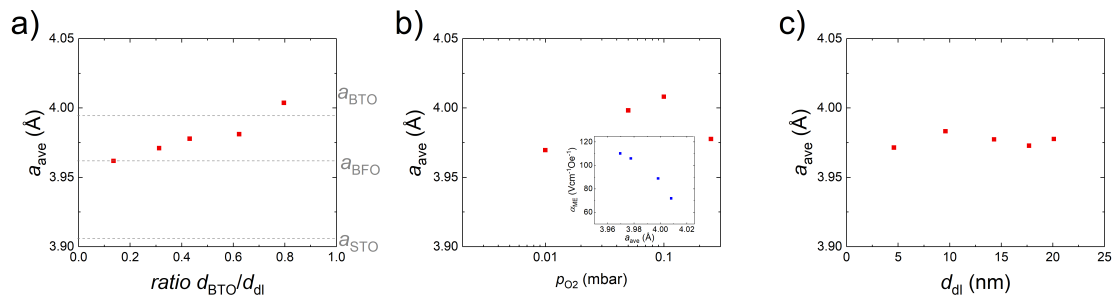 a)
4.05
4.00
3.95
3.90
a_ave (Å)
a_BTO
a_BFO
a_STO
0.0 0.2 0.4 0.6 0.8 1.0
ratio d_BTO/d_dl
b)
4.05
4.00
3.95
3.90
a_ave (Å)
120
100
80
60
α_ME (Vcm⁻¹Oe⁻¹)
3.96 3.98 4.00 4.02
a_ave (Å)
0.01 0.1
p_O2 (mbar)
c)
4.05
4.00
3.95
3.90
a_ave (Å)
0 5 10 15 20 25
d_dl (nm)